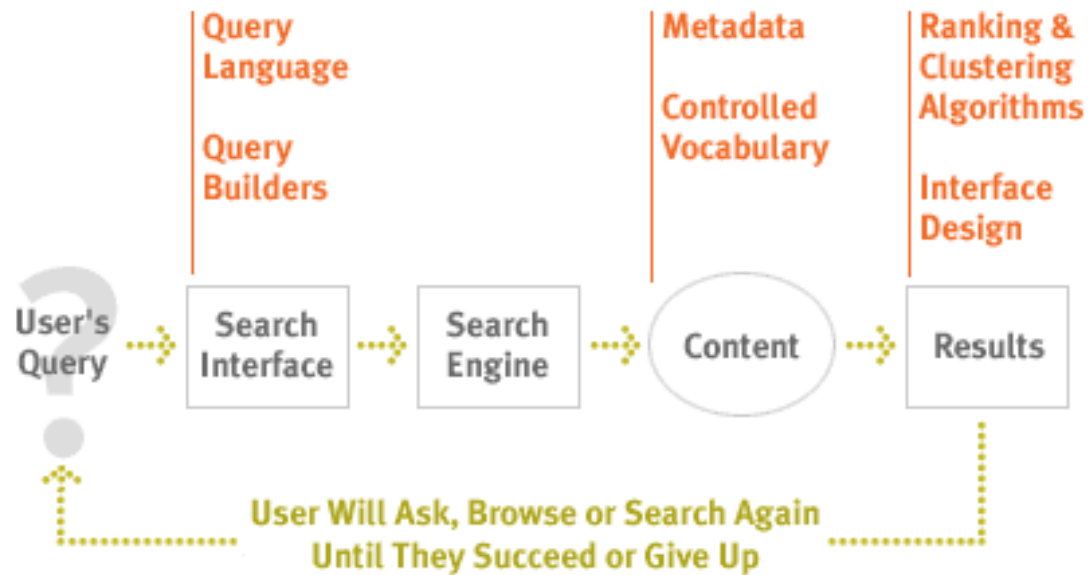 Query
Language
Query
Builders
Metadata
Controlled
Vocabulary
Ranking &
Clustering
Algorithms
Interface
Design
User's
Query
Search
Interface
Search
Engine
Content
Results
User Will Ask, Browse or Search Again
Until They Succeed or Give Up